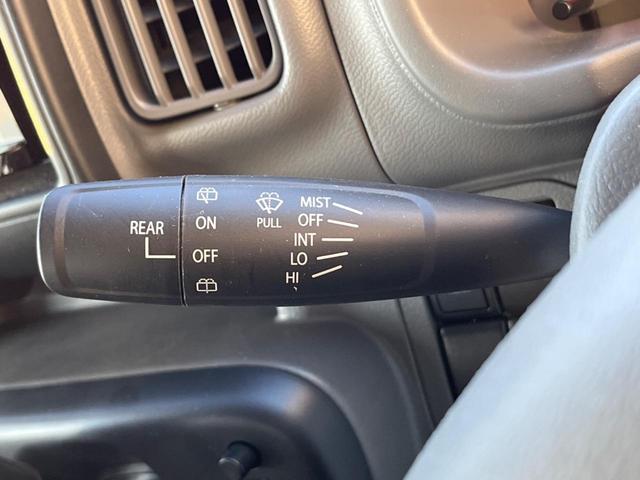 REAR
ON
OFF
PULL
MIST
OFF
INT
LO
HI